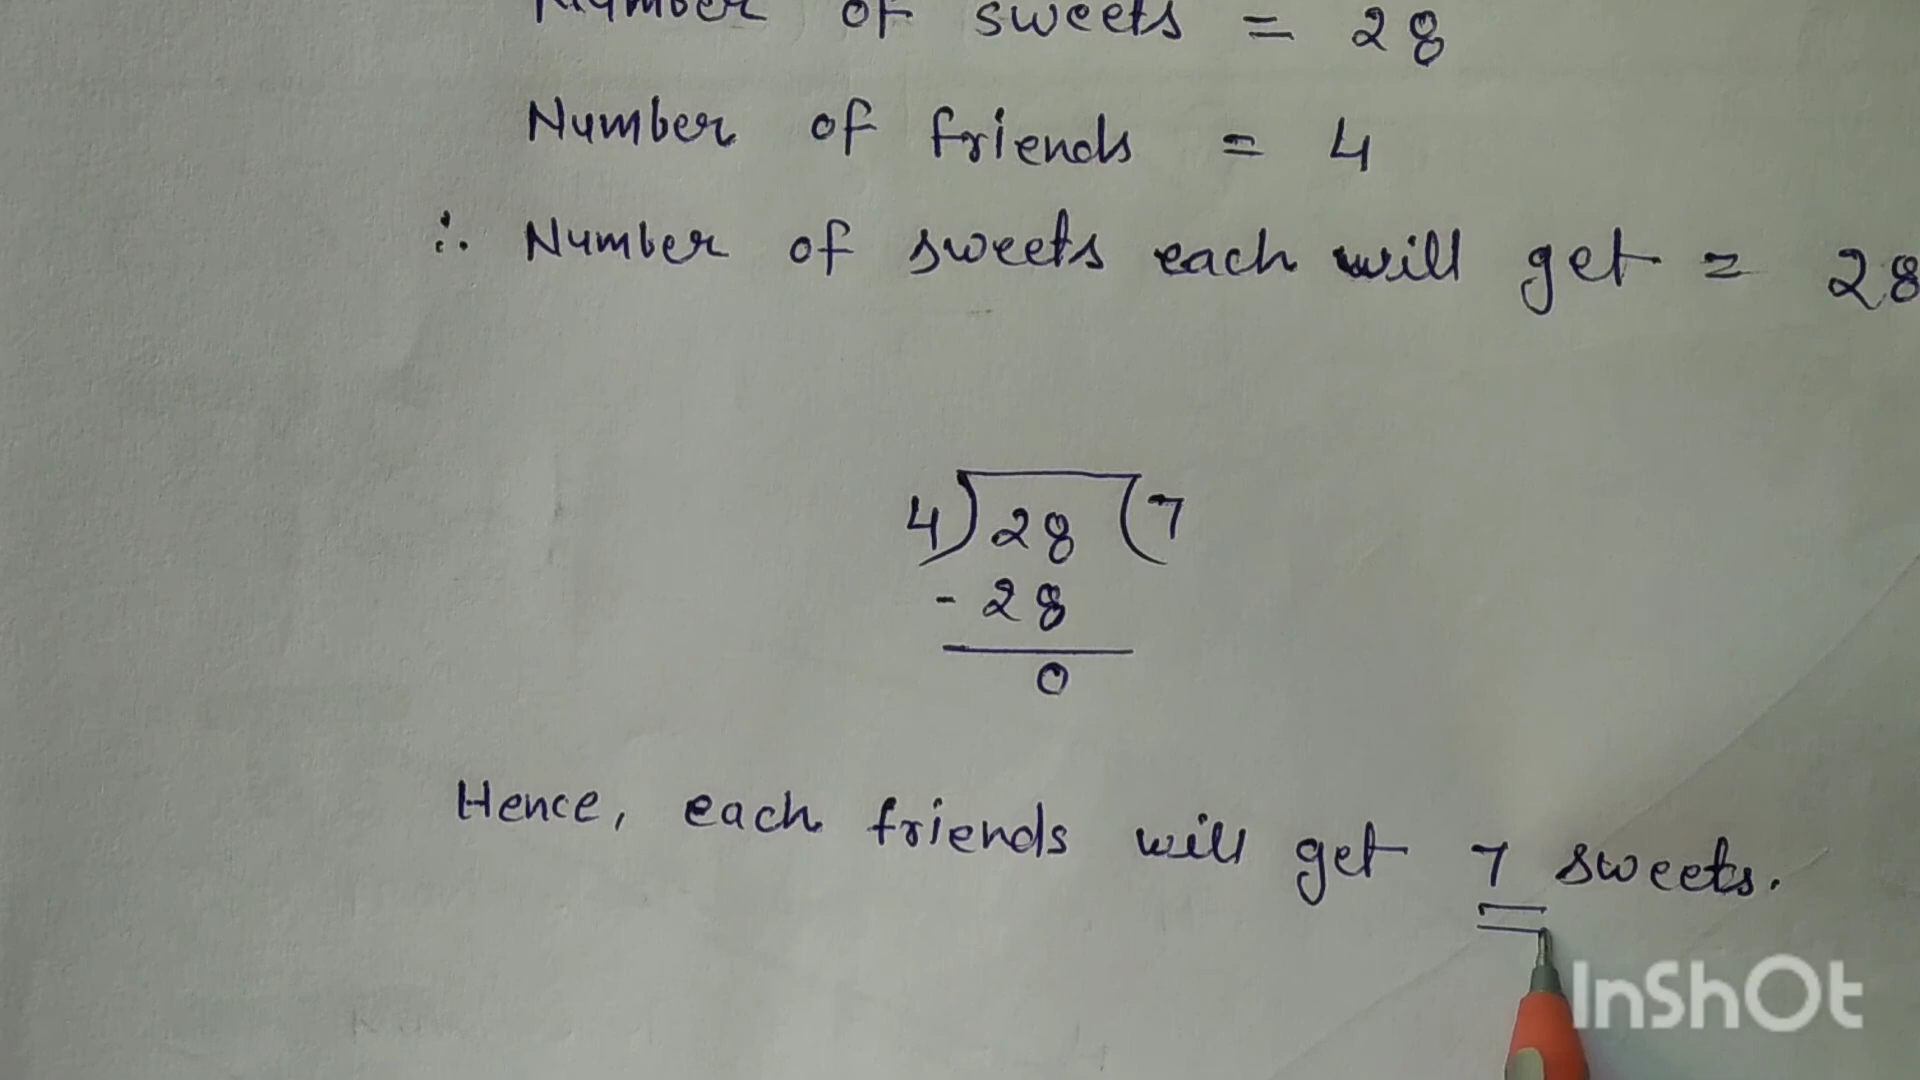 Number of sweets = 28
Number of friends = 4
∴ Number of sweets each will get = 28
4) 28 (7
- 28
0
Hence, each friends will get 7 sweets.
InShOt